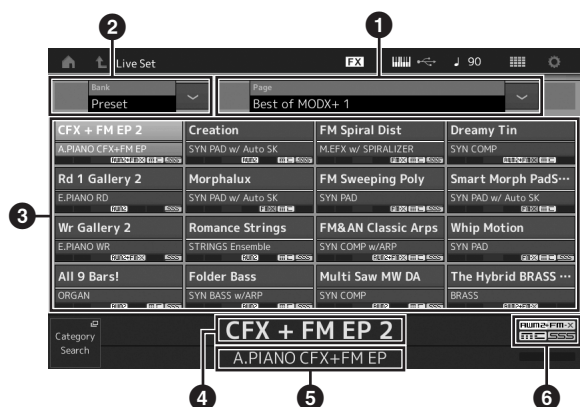 2
1
Live Set
FX
90
Bank
Preset
Page
Best of MODX+ 1
CFX + FM EP 2
Creation
FM Spiral Dist
Dreamy Tin
A.PIANO CFX+FM EP
SYN PAD w/ Auto SK
M.EFX w/ SPIRALIZER
SYN COMP
Rd 1 Gallery 2
Morphalux
FM Sweeping Poly
Smart Morph PadS···
3
E.PIANO RD
SYN PAD w/ Auto SK
SYN PAD
SYN PAD w/ Auto SK
Wr Gallery 2
Romance Strings
FM&AN Classic Arps
Whip Motion
E.PIANO WR
STRINGS Ensemble
SYN COMP w/ARP
SYN PAD
All 9 Bars!
Folder Bass
Multi Saw MW DA
The Hybrid BRASS ···
ORGAN
SYN BASS w/ARP
SYN COMP
BRASS
Category
Search
CFX + FM EP 2
A.PIANO CFX+FM EP
AWM2+FM-X
MC SSS
4
5
6